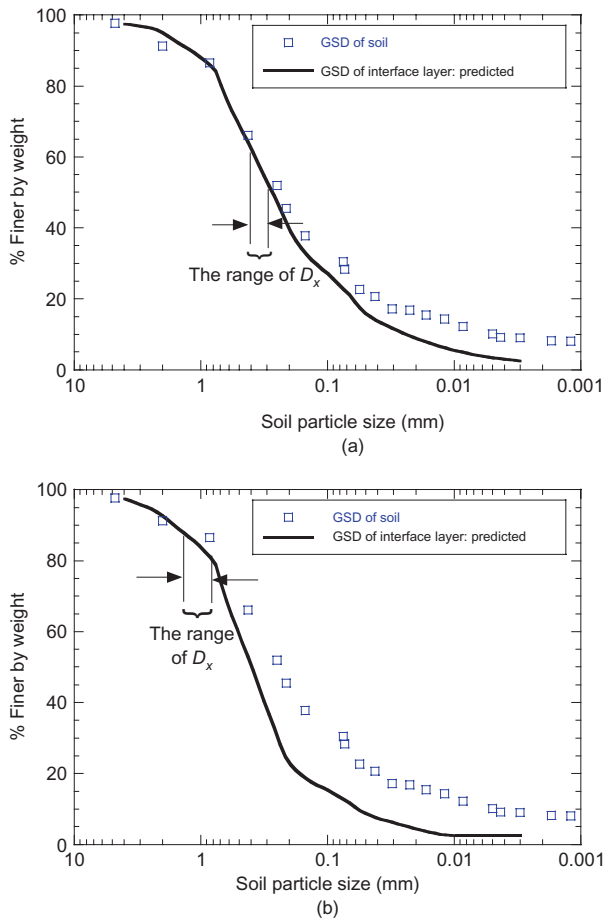 100
80
60
40
20
0
% Finer by weight
GSD of soil
GSD of interface layer: predicted
The range of Dx
10
1
0.1
0.01
0.001
Soil particle size (mm)
(a)
100
80
60
40
20
0
% Finer by weight
GSD of soil
GSD of interface layer: predicted
The range
of Dx
10
1
0.1
0.01
0.001
Soil particle size (mm)
(b)